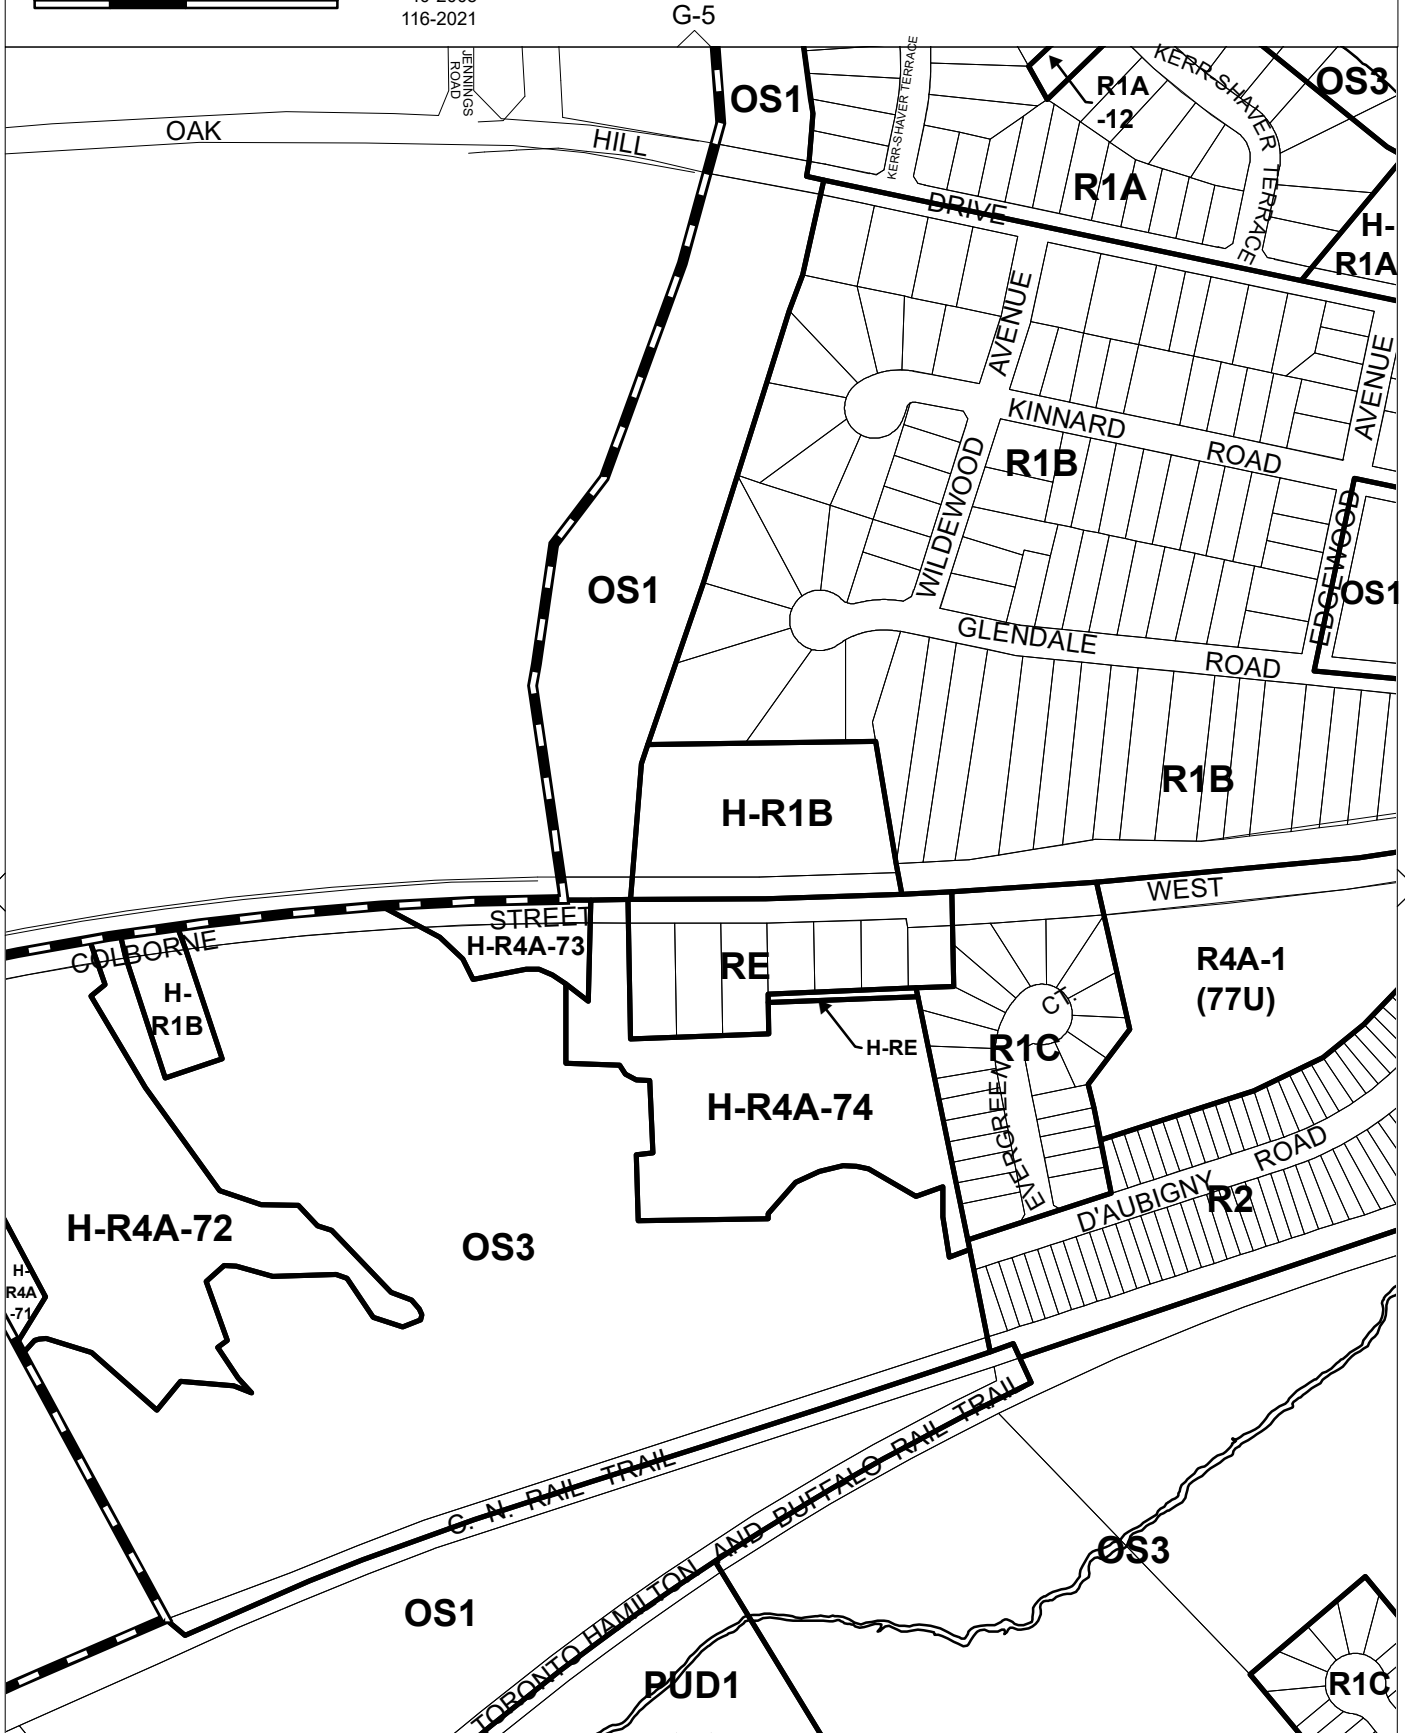 116-2021
G-5
JENNINGS
ROAD
OAK
HILL
DRIVE
OS1
KERR-SHAVER TERRACE
R1A
-12
KERR-SHAVER TERRACE
OS3
R1A
H-
R1A
AVENUE
AVENUE
KINNARD
ROAD
R1B
WILDEWOOD
EDGEWOOD
OS1
OS1
GLENDALE
ROAD
R1B
H-R1B
WEST
STREET
COLBORNE
H-R4A-73
H-
R1B
RE
R4A-1
(77U)
CT.
R1C
H-RE
EVERGREEN
H-R4A-74
ROAD
D'AUBIGNY
R2
H-R4A-72
OS3
H-
R4A
-71
C. N. RAIL TRAIL
TORONTO HAMILTON AND BUFFALO RAIL TRAIL
OS3
OS1
PUD1
R1C